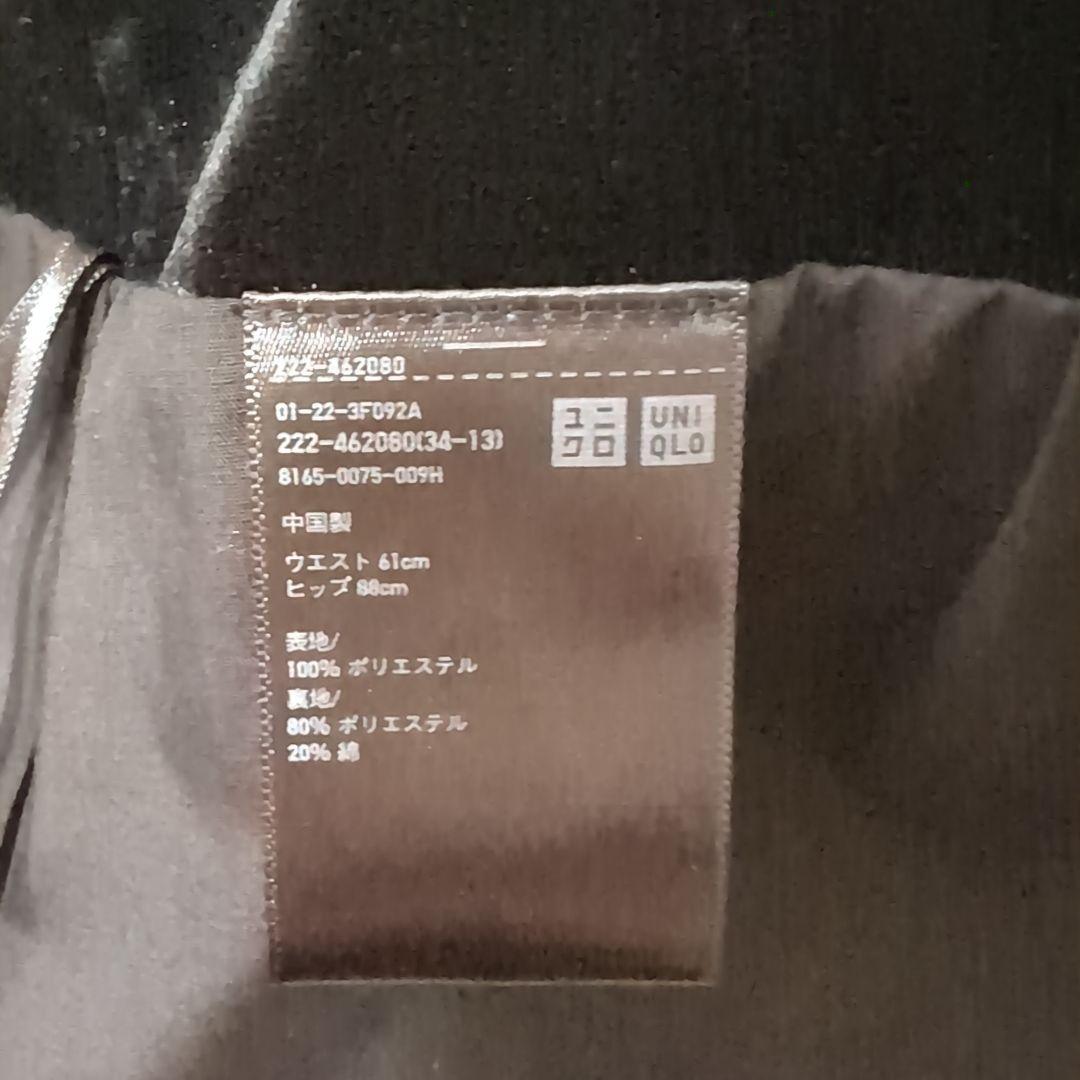 222-462080
01-22-3F092A
222-462080(34-13)
8165-0075-009H
ユニ
クロ
UNI
QLO
中国製
ウエスト 61cm
ヒップ 88cm
表地/
100% ポリエステル
裏地/
80% ポリエステル
20% 綿